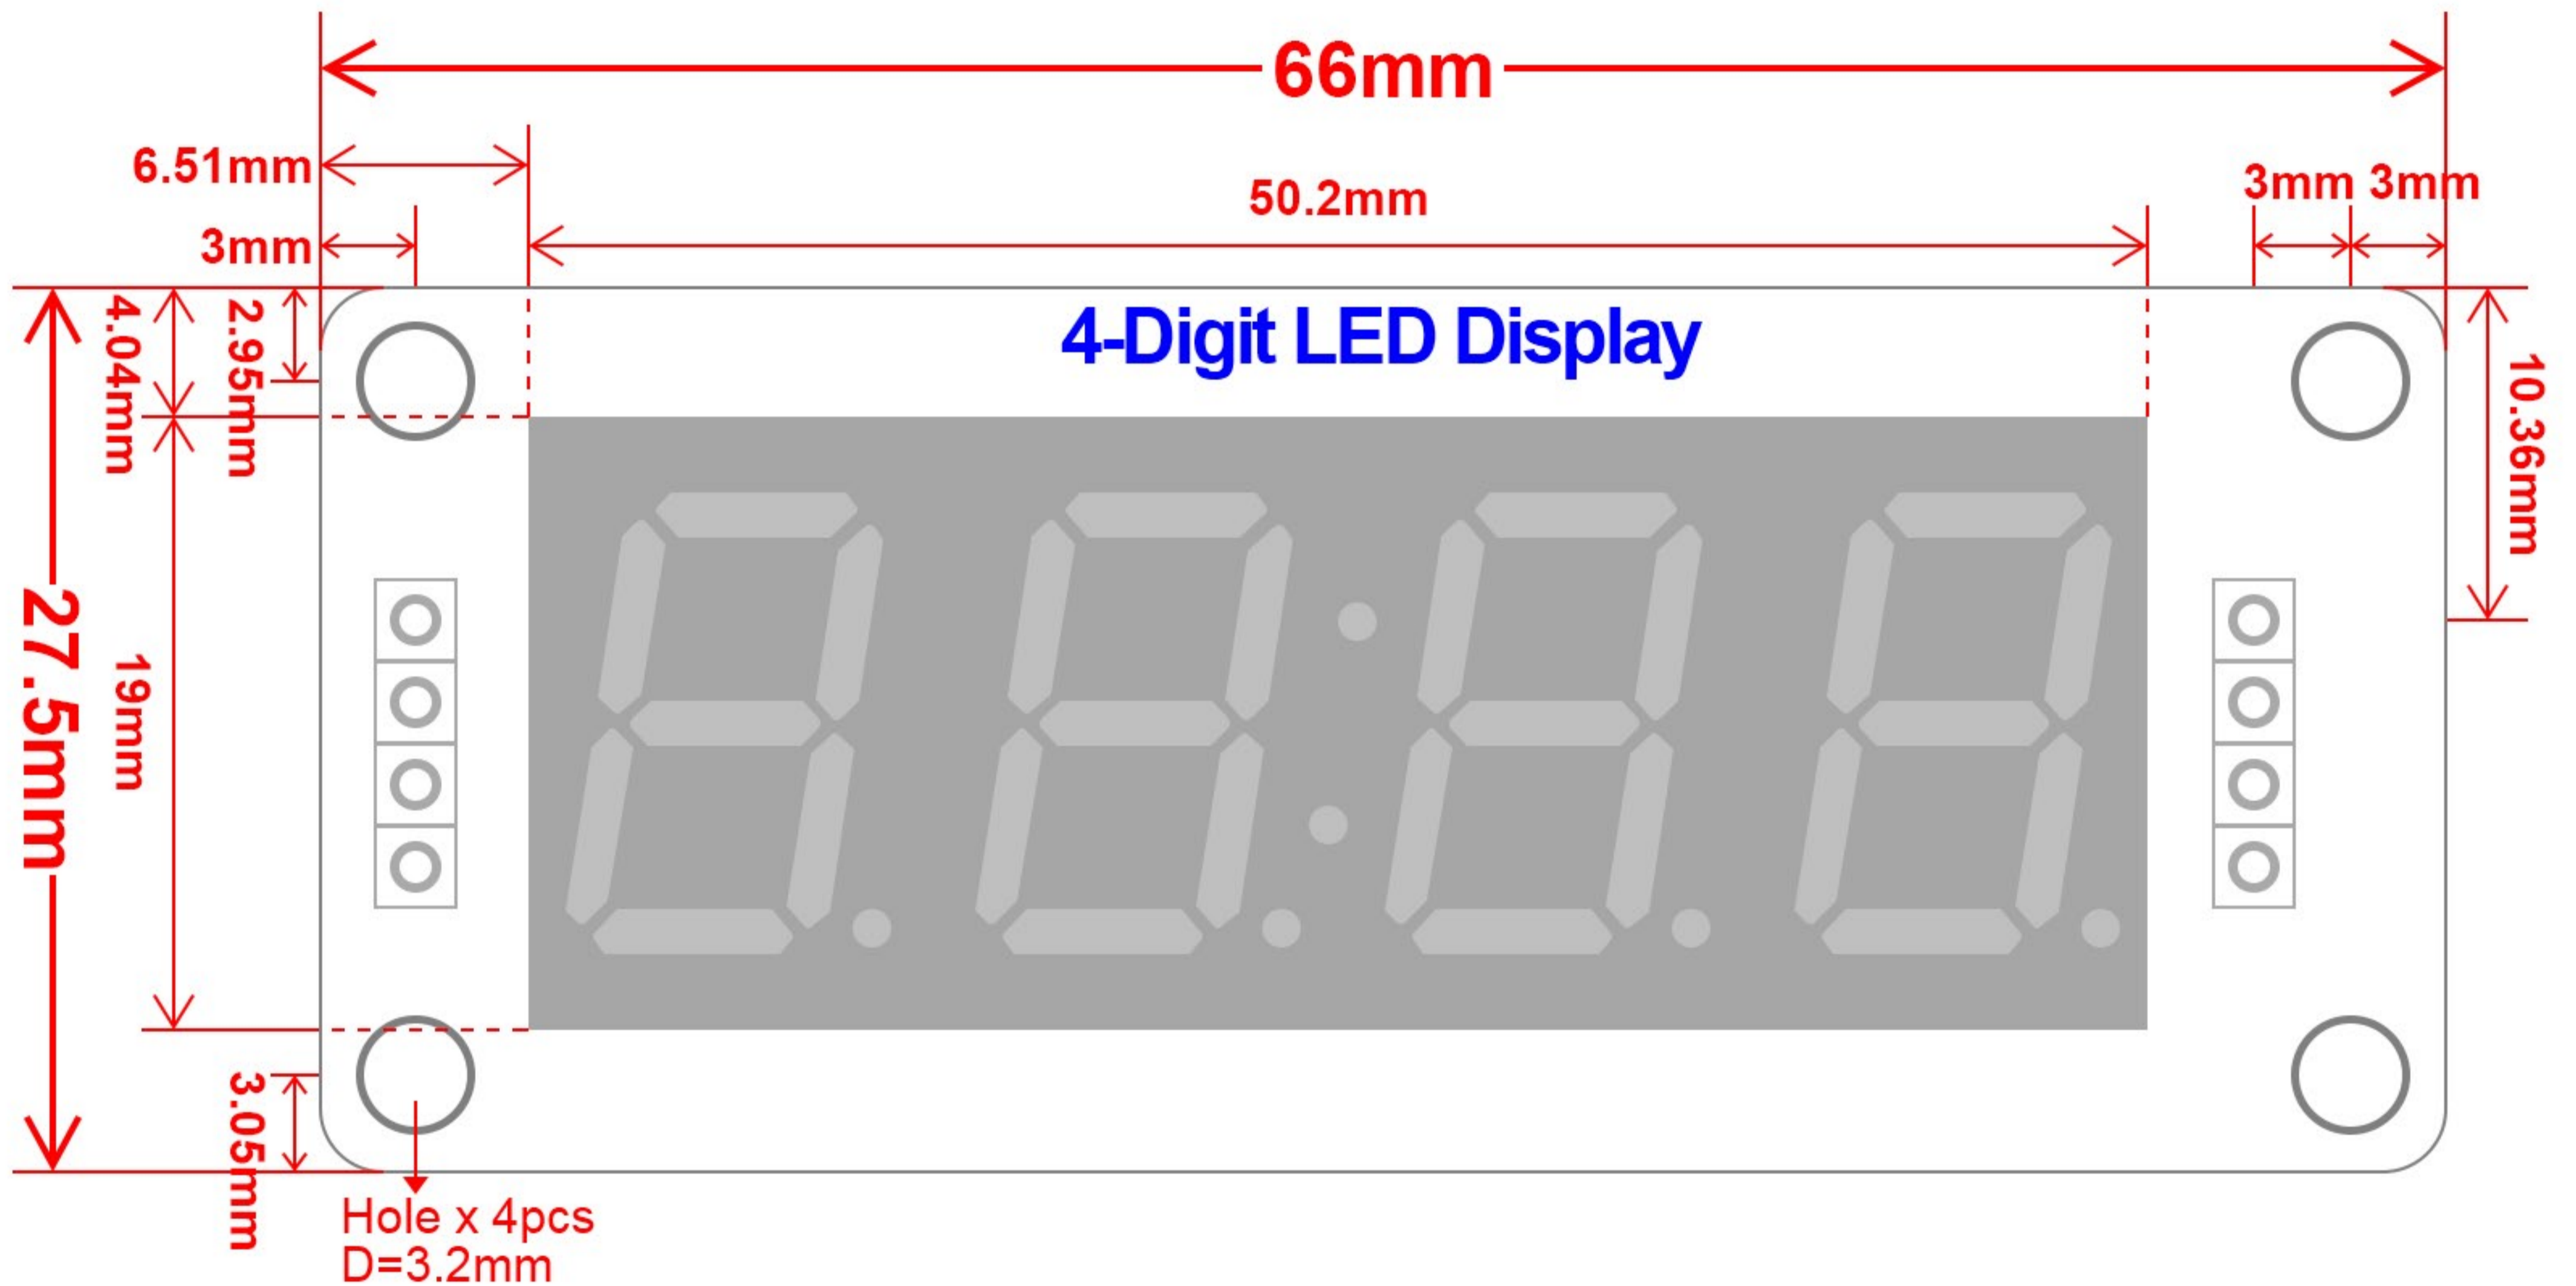 66mm
6.51mm
50.2mm
3mm 3mm
3mm
4-Digit LED Display
4.04mm
2.95mm
10.36mm
27.5mm
19mm
3.05mm
Hole x 4pcs
D=3.2mm